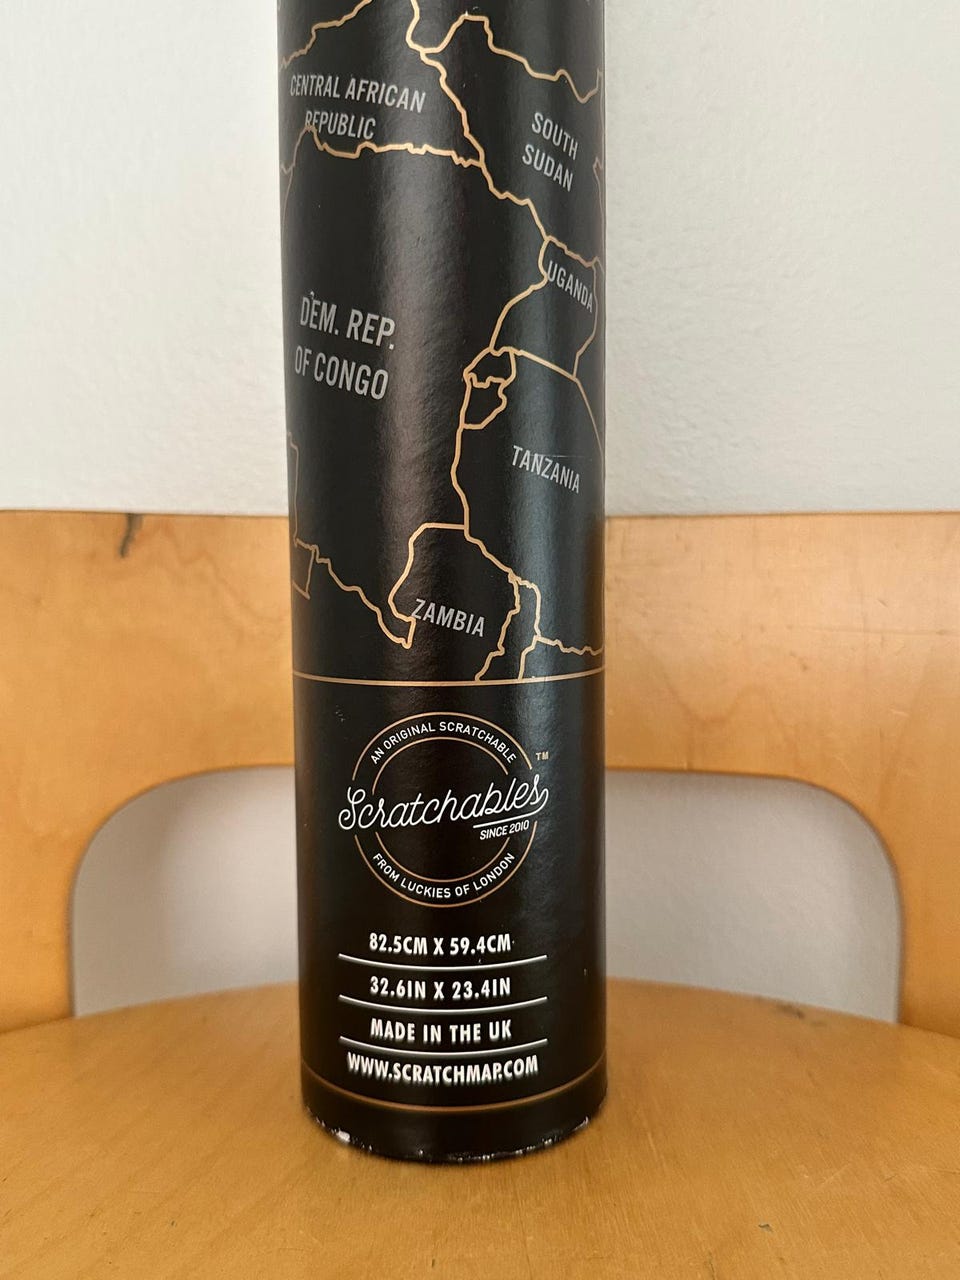 CENTRAL AFRICAN
REPUBLIC
SOUTH
SUDAN
UGANDA
DEM. REP.
OF CONGO
TANZANIA
ZAMBIA
AN ORIGINAL SCRATCHABLE
TM
Scratchables
SINCE 2010
FROM LUCKIES OF LONDON
82.5CM X 59.4CM
32.6IN X 23.4IN
MADE IN THE UK
WWW.SCRATCHMAP.COM